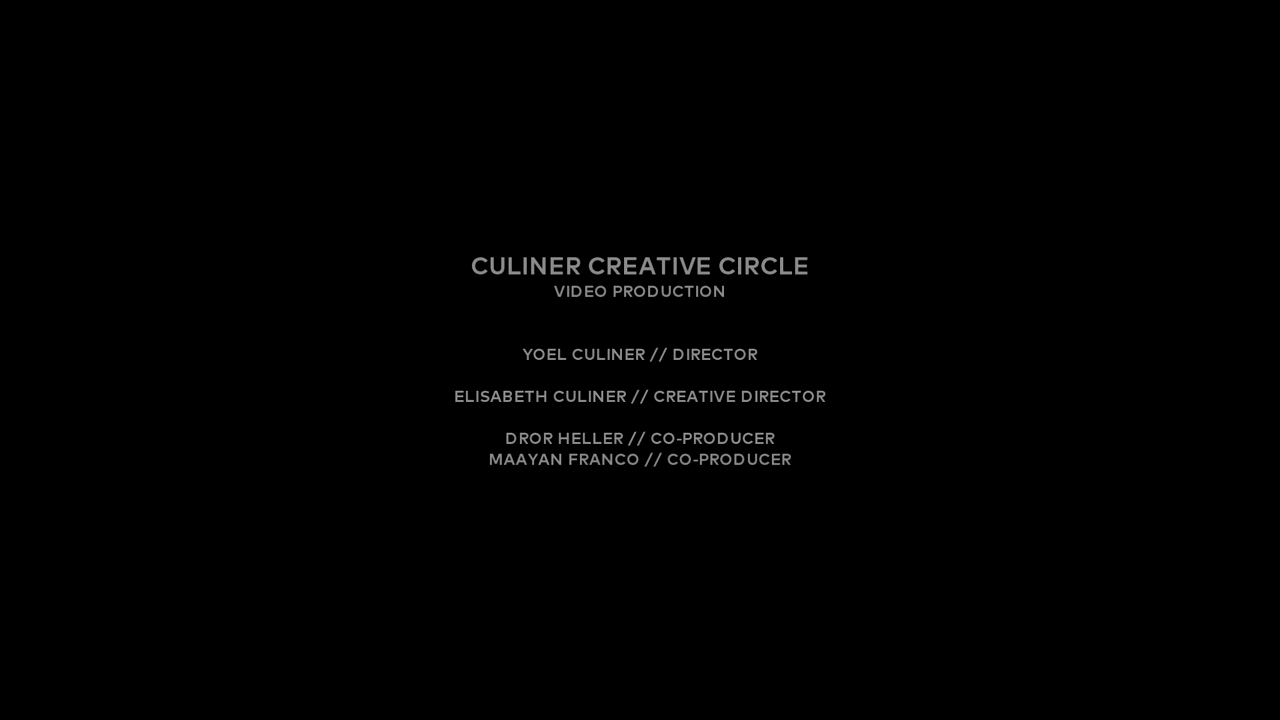 CULINER CREATIVE CIRCLE
VIDEO PRODUCTION
YOEL CULINER // DIRECTOR
ELISABETH CULINER // CREATIVE DIRECTOR
DROR HELLER // CO-PRODUCER
MAAYAN FRANCO // CO-PRODUCER